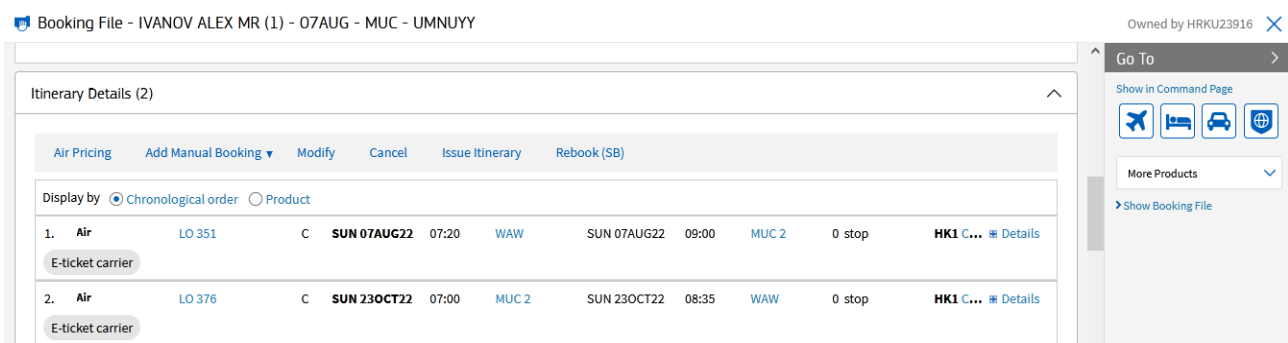 Booking File - IVANOV ALEX MR (1) - 07AUG - MUC - UMNUYY
Owned by HRKU23916
Itinerary Details (2)
Air Pricing Add Manual Booking Modify Cancel Issue Itinerary Rebook (SB)
Display by Chronological order Product
1. Air LO 351 C SUN 07AUG22 07:20 WAW SUN 07AUG22 09:00 MUC 2 0 stop HK1 C... Details
E-ticket carrier
2. Air LO 376 C SUN 23OCT22 07:00 MUC 2 SUN 23OCT22 08:35 WAW 0 stop HK1 C... Details
E-ticket carrier
Go To
Show in Command Page
More Products
Show Booking File